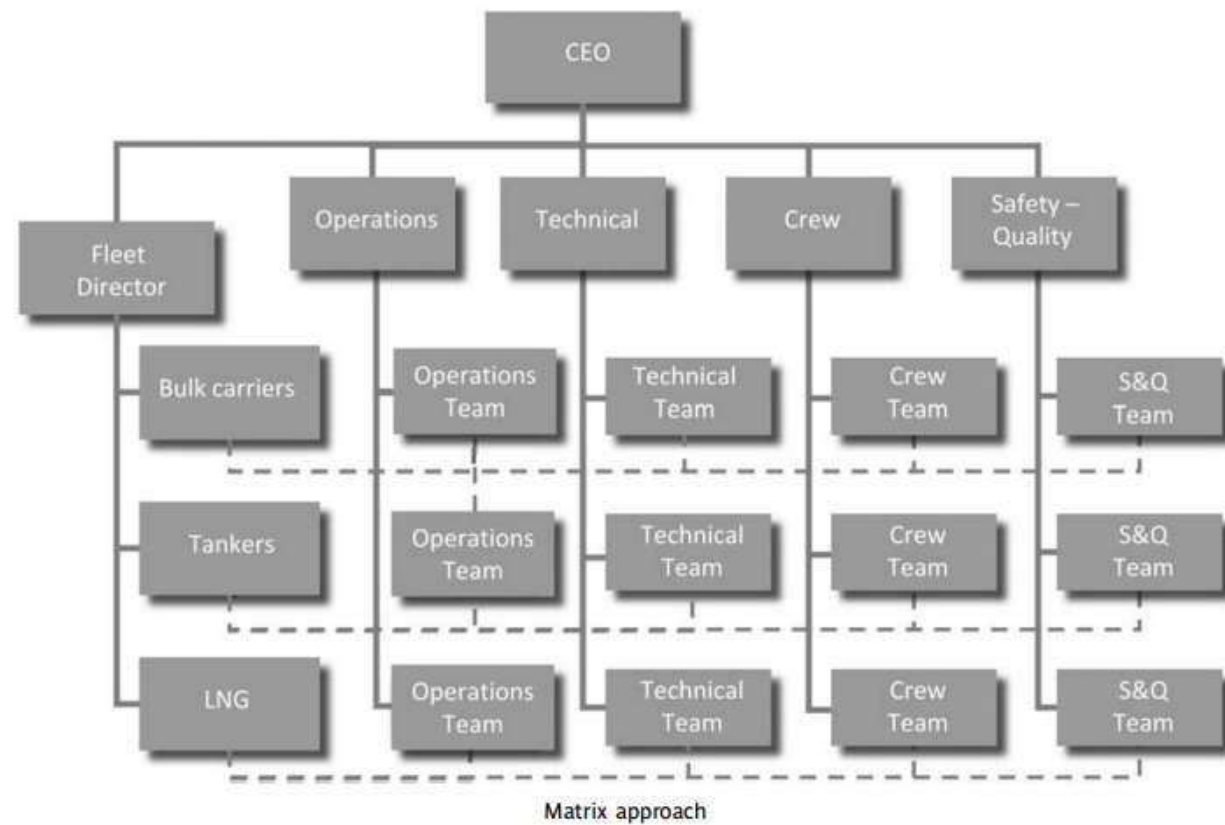 CEO
Fleet
Director
Operations
Technical
Crew
Safety –
Quality
Bulk carriers
Operations
Team
Technical
Team
Crew
Team
S&Q
Team
Tankers
Operations
Team
Technical
Team
Crew
Team
S&Q
Team
LNG
Operations
Team
Technical
Team
Crew
Team
S&Q
Team
Matrix approach